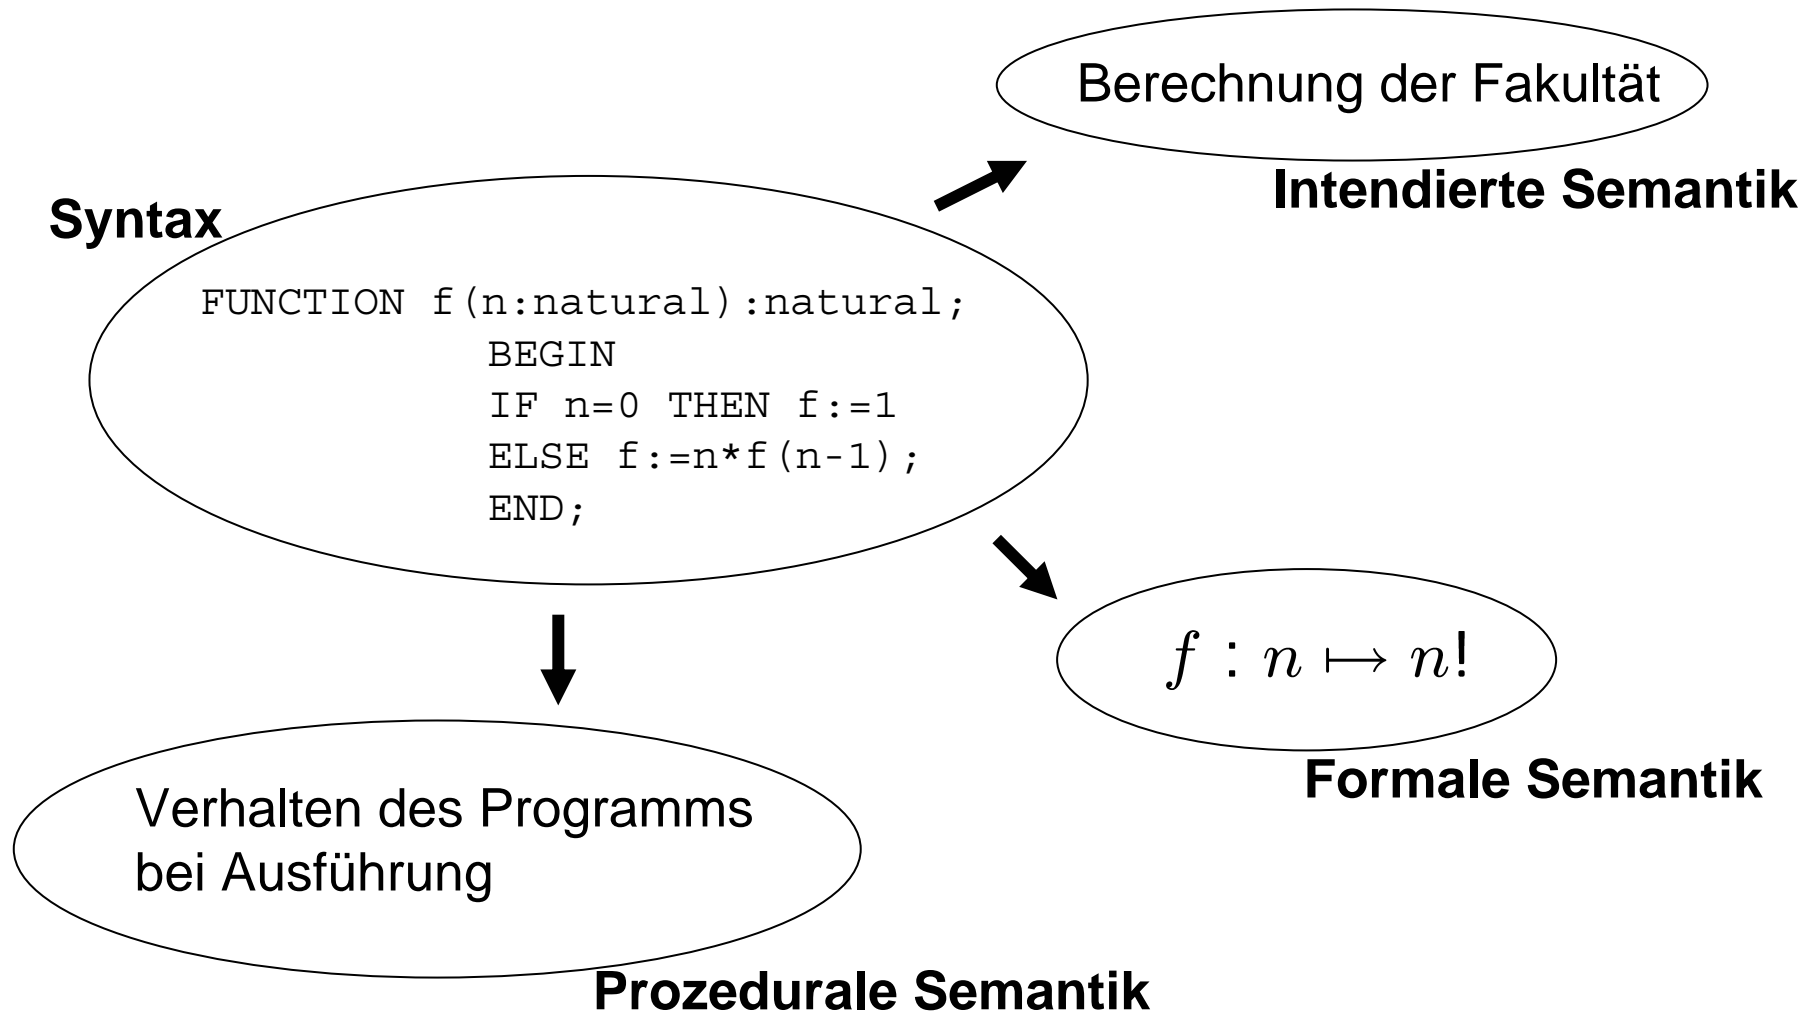 Berechnung der Fakultät
Intendierte Semantik
Syntax
FUNCTION f(n:natural):natural;
BEGIN
IF n=0 THEN f:=1
ELSE f:=n*f(n-1);
END;
f : n ⟼ n!
Formale Semantik
Verhalten des Programms
bei Ausführung
Prozedurale Semantik